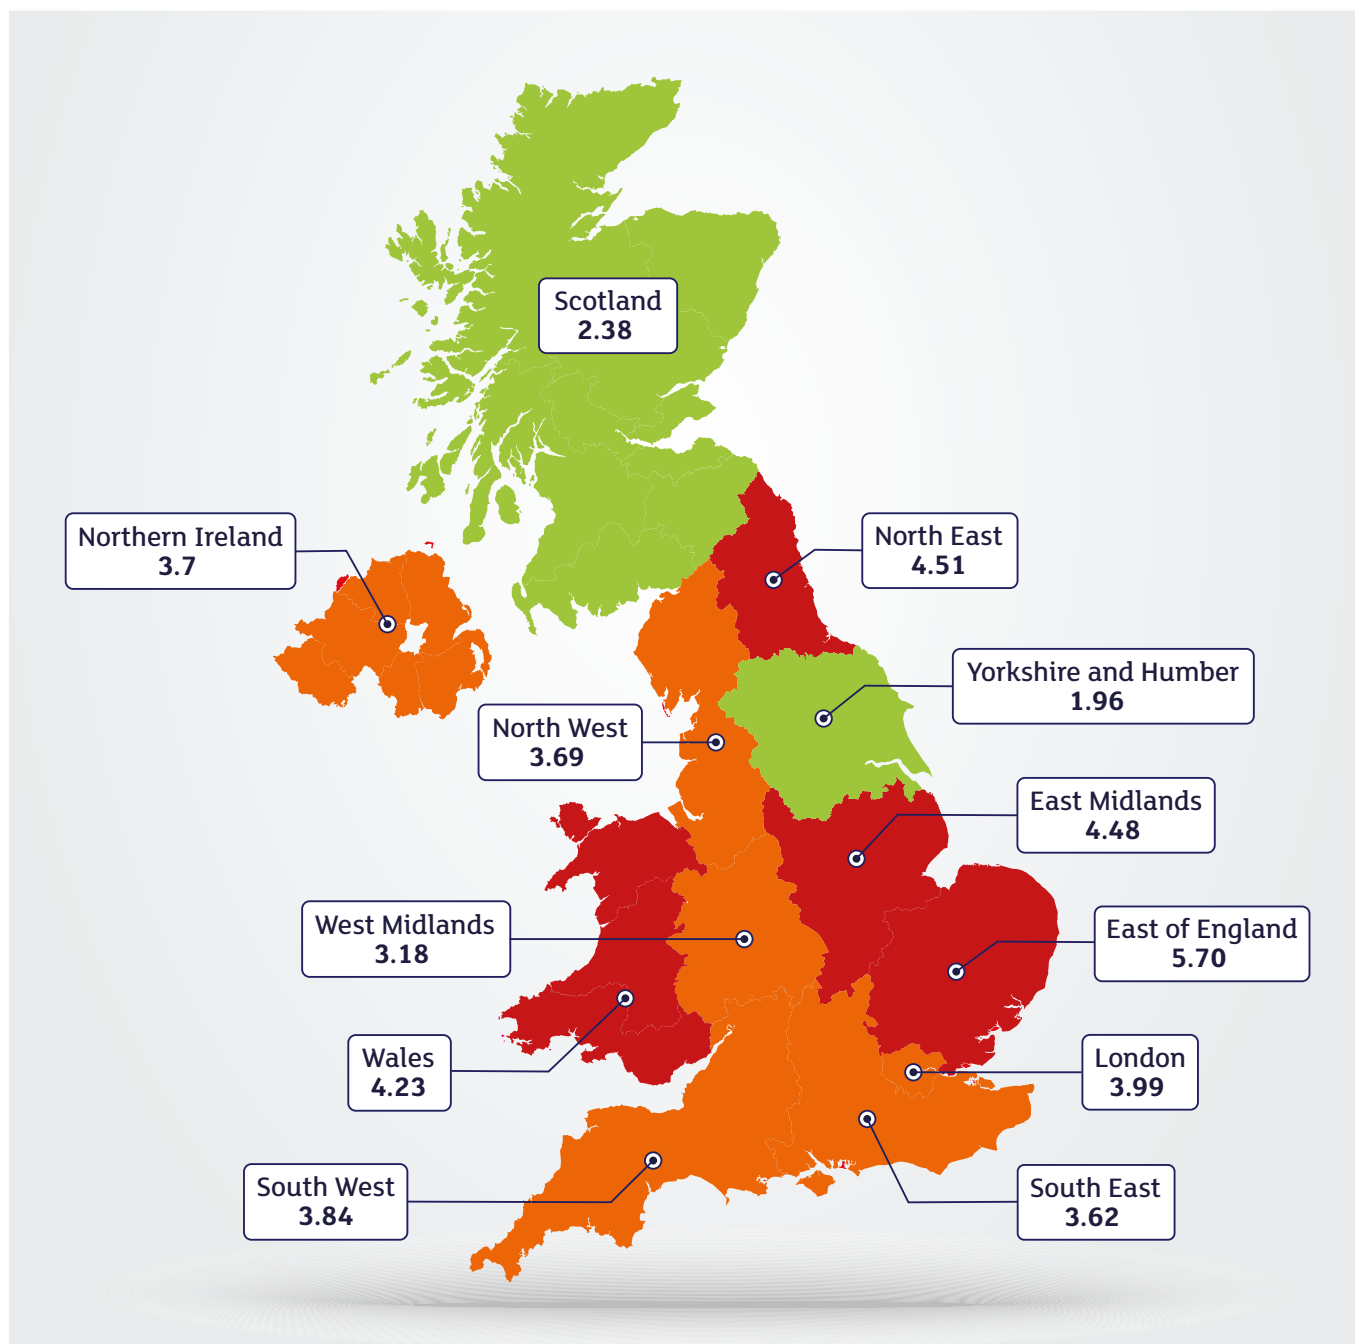 Scotland
2.38
Northern Ireland
3.7
North East
4.51
Yorkshire and Humber
1.96
North West
3.69
East Midlands
4.48
West Midlands
3.18
East of England
5.70
Wales
4.23
London
3.99
South West
3.84
South East
3.62